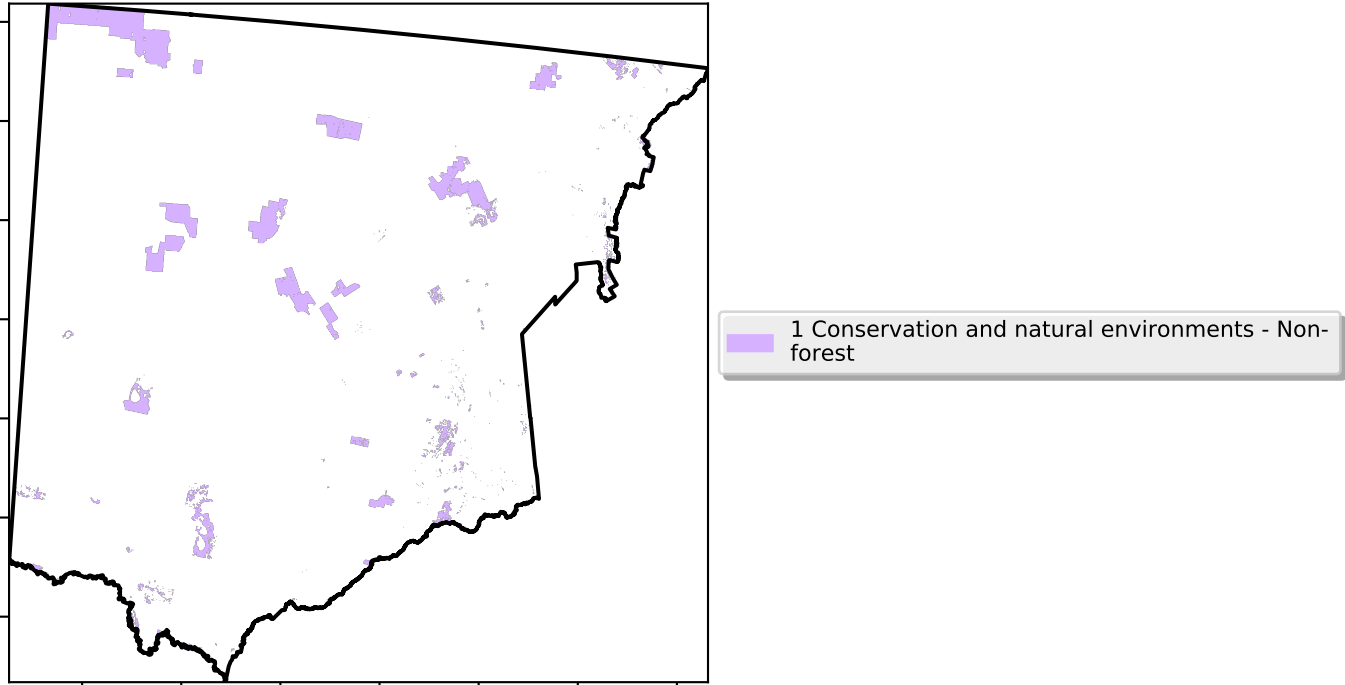 1 Conservation and natural environments - Non-
forest